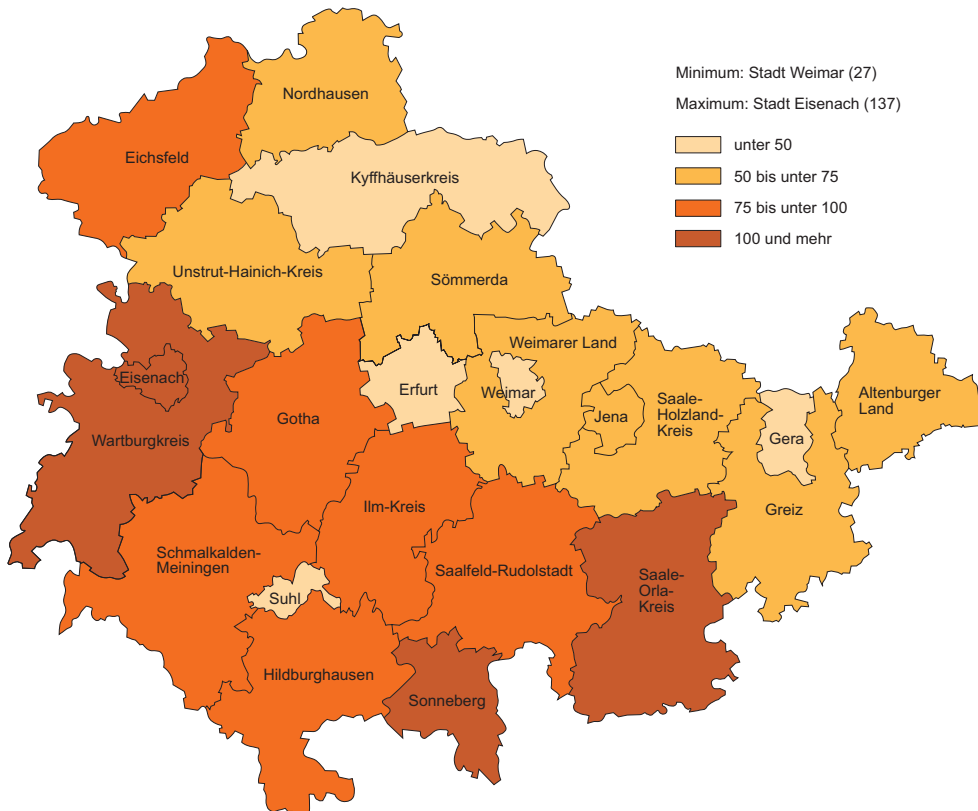 Minimum: Stadt Weimar (27)
Maximum: Stadt Eisenach (137)
unter 50
50 bis unter 75
75 bis unter 100
100 und mehr
Nordhausen
Eichsfeld
Kyffhäuserkreis
Unstrut-Hainich-Kreis
Sömmerda
Weimarer Land
Eisenach
Erfurt
Weimar
Jena
Saale-
Holzland-
Kreis
Altenburger
Land
Gotha
Wartburgkreis
Gera
Ilm-Kreis
Greiz
Schmalkalden-
Meiningen
Saalfeld-Rudolstadt
Saale-
Orla-
Kreis
Suhl
Hildburghausen
Sonneberg